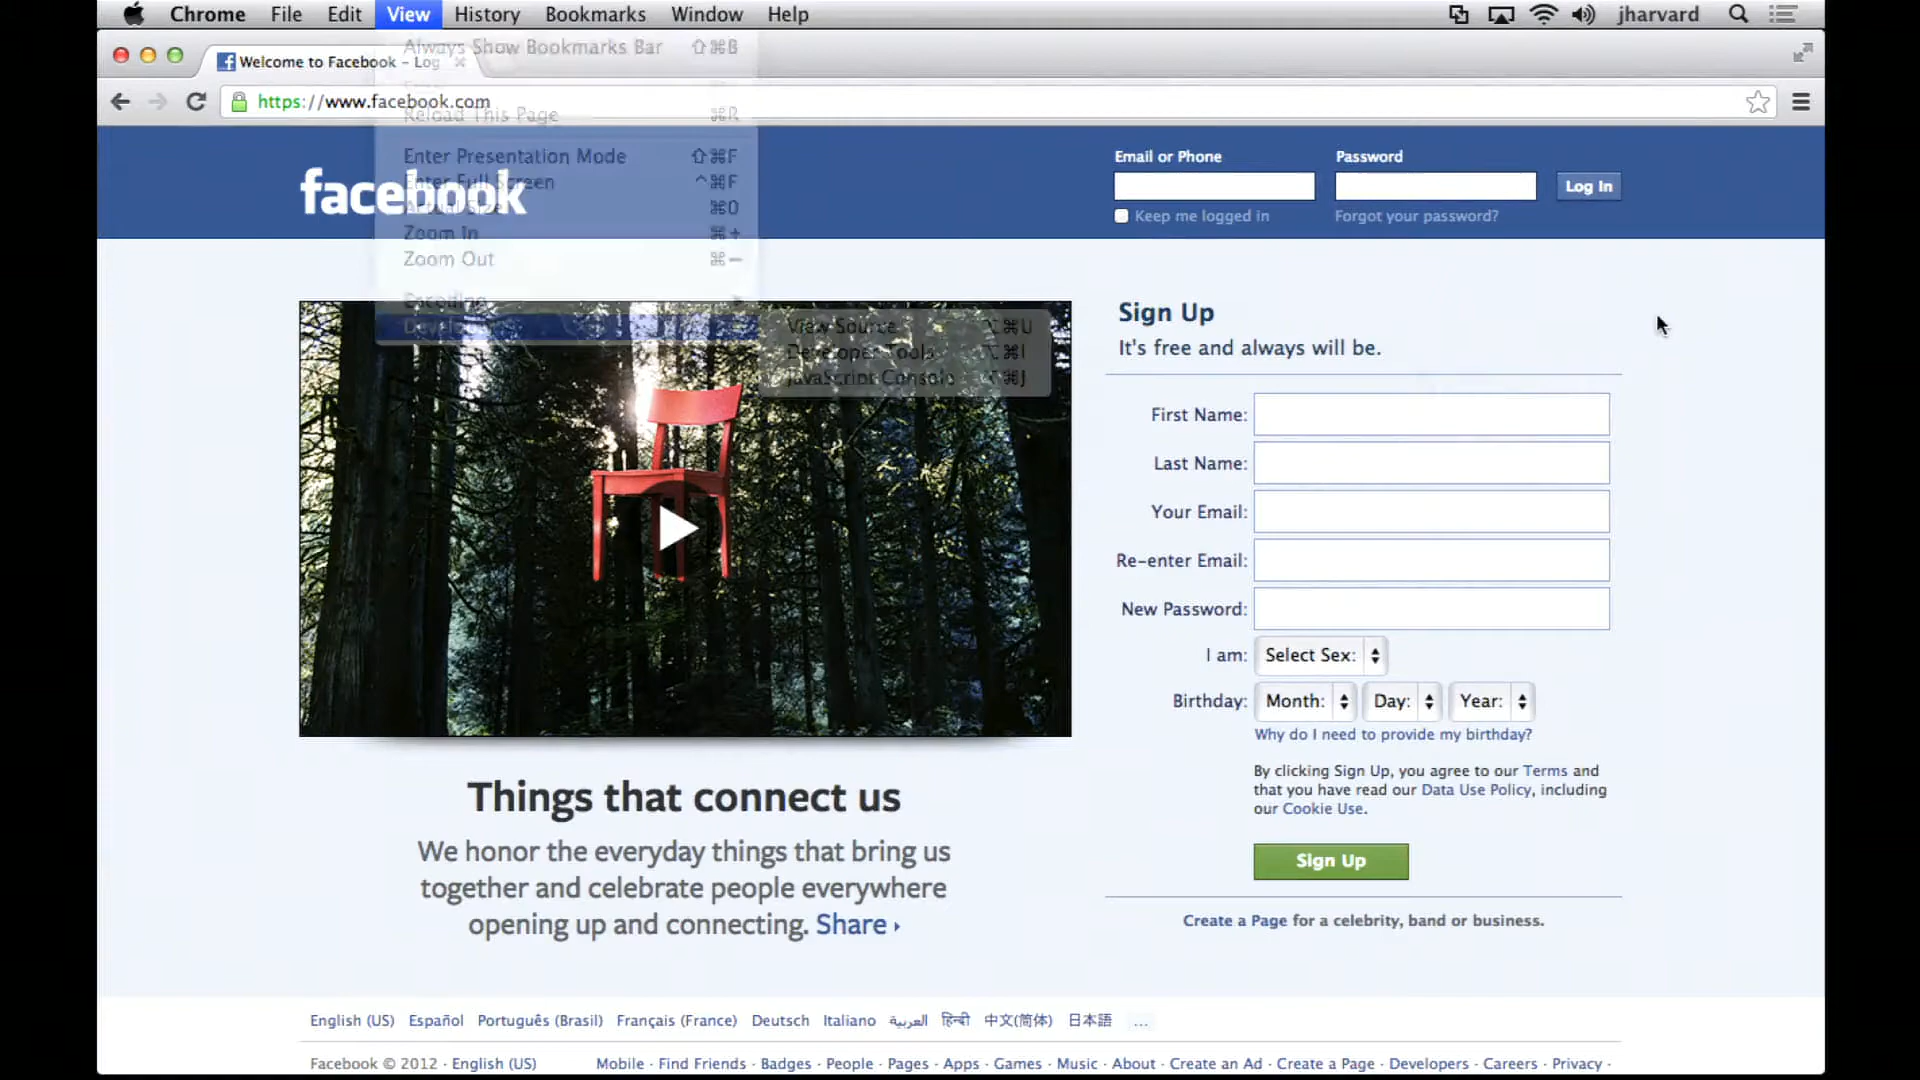 Chrome File Edit View History Bookmarks Window Help jharvard
Always Show Bookmarks Bar ⇧⌘B
Welcome to Facebook – Log
https://www.facebook.com
Reload This Page ⌘R
Enter Presentation Mode ⇧⌘F
Enter Full Screen ^⌘F
Actual Size ⌘0
Zoom In ⌘+
Zoom Out ⌘–
facebook
Email or Phone Password
Log In
Keep me logged in Forgot your password?
Encoding
View Source ⌥⌘U
Developer Tools ⌥⌘I
JavaScript Console ⌥⌘J
Sign Up
It's free and always will be.
First Name:
Last Name:
Your Email:
Re-enter Email:
New Password:
I am: Select Sex:
Birthday: Month: Day: Year:
Why do I need to provide my birthday?
By clicking Sign Up, you agree to our Terms and
that you have read our Data Use Policy, including
our Cookie Use.
Sign Up
Create a Page for a celebrity, band or business.
Things that connect us
We honor the everyday things that bring us
together and celebrate people everywhere
opening up and connecting. Share ›
English (US) Español Português (Brasil) Français (France) Deutsch Italiano العربية हिन्दी 中文(简体) 日本語 ...
Facebook © 2012 · English (US) Mobile · Find Friends · Badges · People · Pages · Apps · Games · Music · About · Create an Ad · Create a Page · Developers · Careers · Privacy ·